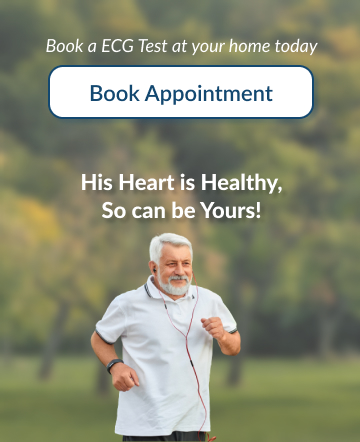 Book a ECG Test at your home today
Book Appointment
His Heart is Healthy,
So can be Yours!